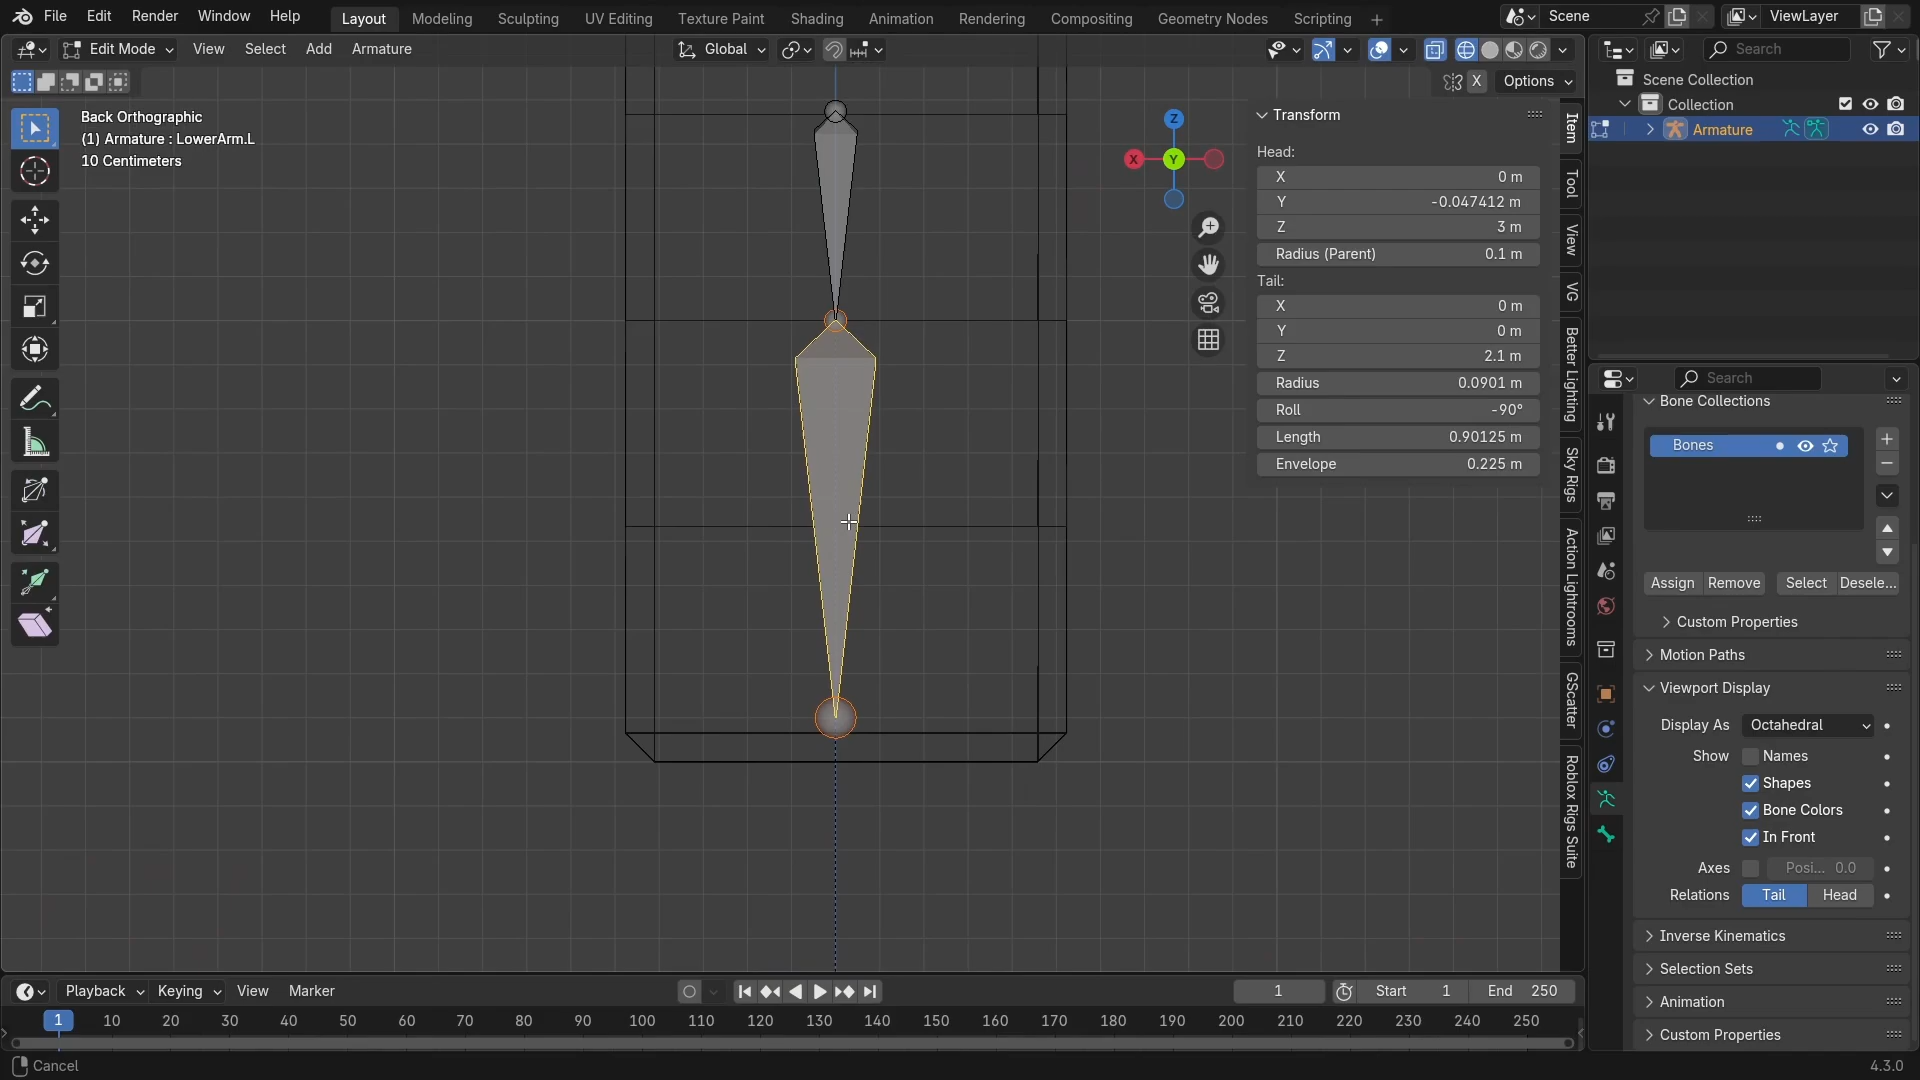 File Edit Render Window Help Layout Modeling Sculpting UV Editing Texture Paint Shading Animation Rendering Compositing Geometry Nodes Scripting + Scene ViewLayer
Edit Mode View Select Add Armature Global Search
X Options
Scene Collection
Collection
Armature
Back Orthographic
(1) Armature : LowerArm.L
10 Centimeters
Z
X
Y
Transform
Head:
X 0 m
Y -0.047412 m
Z 3 m
Radius (Parent) 0.1 m
Tail:
X 0 m
Y 0 m
Z 2.1 m
Radius 0.0901 m
Roll -90°
Length 0.90125 m
Envelope 0.225 m
Item
Tool
View
VG
Better Lighting
Sky Rigs
Action Lightrooms
GScatter
Roblox Rigs Suite
Search
Bone Collections
Bones
Assign Remove Select Desele...
Custom Properties
Motion Paths
Viewport Display
Display As Octahedral
Show Names
Shapes
Bone Colors
In Front
Axes Posi... 0.0
Relations Tail Head
Inverse Kinematics
Selection Sets
Animation
Custom Properties
Playback Keying View Marker 1 Start 1 End 250
1 10 20 30 40 50 60 70 80 90 100 110 120 130 140 150 160 170 180 190 200 210 220 230 240 250
Cancel 4.3.0